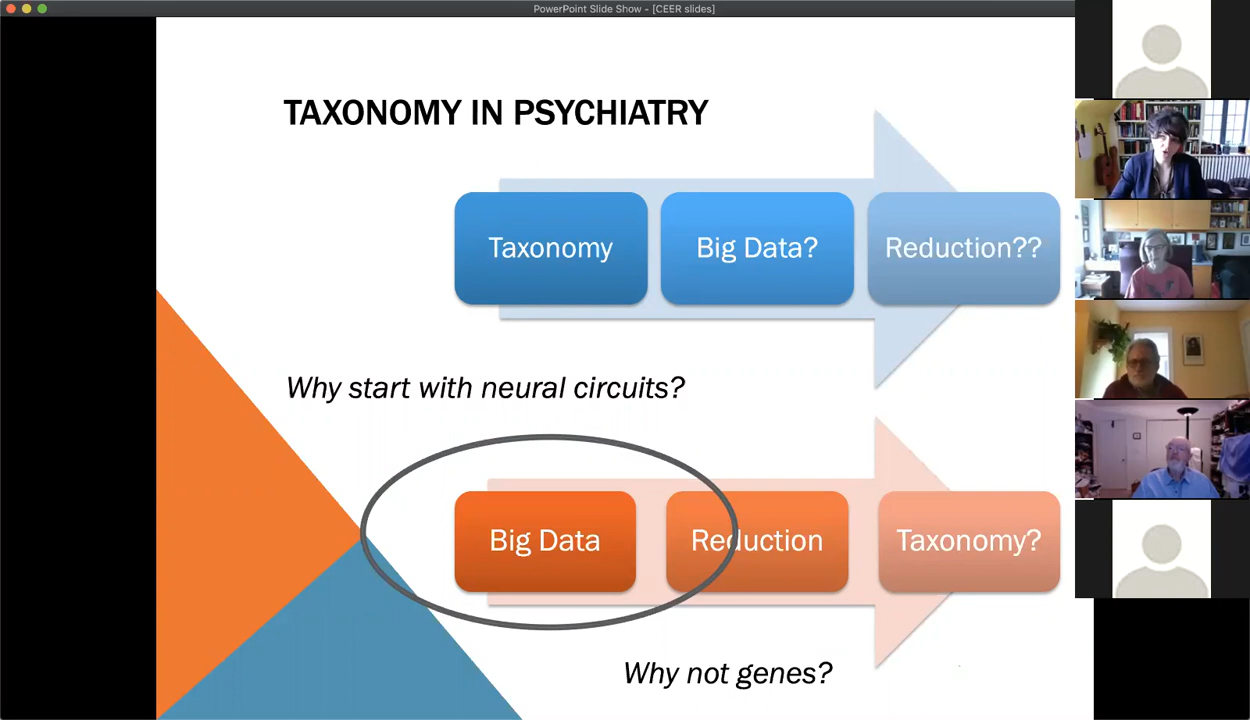 PowerPoint Slide Show - [CEER slides]
TAXONOMY IN PSYCHIATRY
Taxonomy
Big Data?
Reduction??
Why start with neural circuits?
Big Data
Reduction
Taxonomy?
Why not genes?